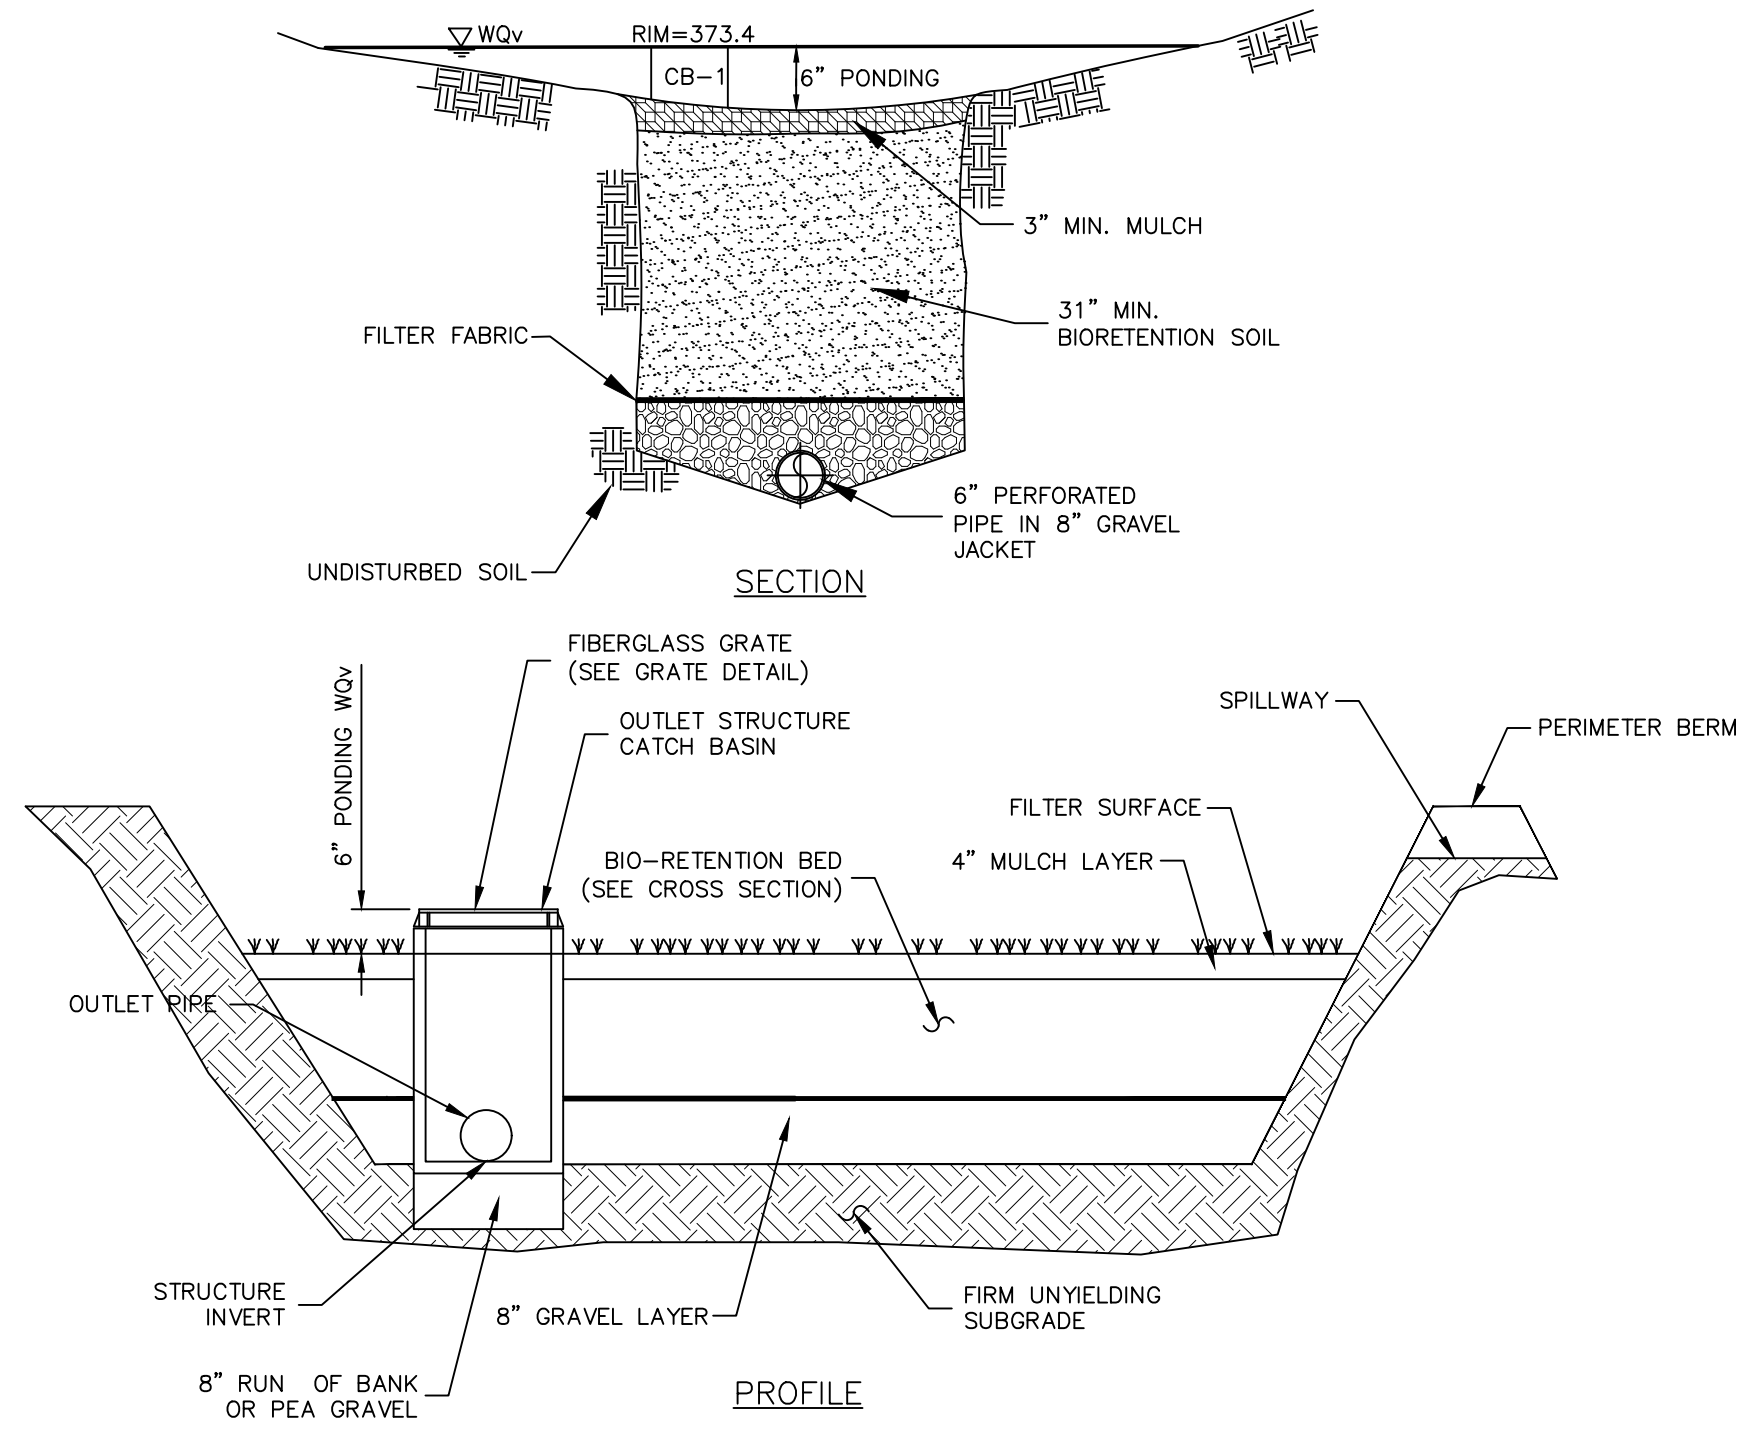 WQv
RIM=373.4
CB-1
6" PONDING
3" MIN. MULCH
31" MIN.
BIORETENTION SOIL
FILTER FABRIC
6" PERFORATED
PIPE IN 8" GRAVEL
JACKET
UNDISTURBED SOIL
SECTION
FIBERGLASS GRATE
(SEE GRATE DETAIL)
6" PONDING WQv
OUTLET STRUCTURE
CATCH BASIN
SPILLWAY
PERIMETER BERM
FILTER SURFACE
BIO-RETENTION BED
(SEE CROSS SECTION)
4" MULCH LAYER
OUTLET PIPE
STRUCTURE
INVERT
8" GRAVEL LAYER
FIRM UNYIELDING
SUBGRADE
8" RUN OF BANK
OR PEA GRAVEL
PROFILE